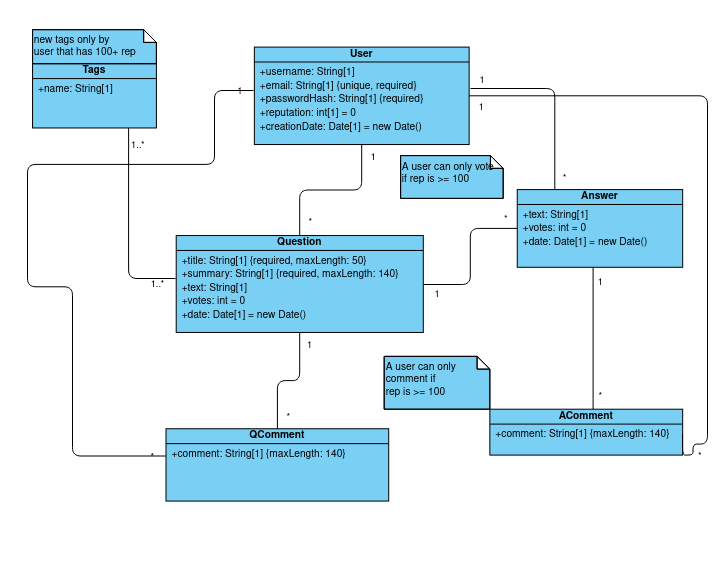 new tags only by
user that has 100+ rep
Tags
+name: String[1]
User
+username: String[1]
+email: String[1] {unique, required}
+passwordHash: String[1] {required}
+reputation: int[1] = 0
+creationDate: Date[1] = new Date()
1
1
1
1
1..*
A user can only vote
if rep is >= 100
*
*
*
Answer
+text: String[1]
+votes: int = 0
+date: Date[1] = new Date()
Question
+title: String[1] {required, maxLength: 50}
+summary: String[1] {required, maxLength: 140}
+text: String[1]
+votes: int = 0
+date: Date[1] = new Date()
1..*
1
1
1
A user can only
comment if
rep is >= 100
*
*
QComment
+comment: String[1] {maxLength: 140}
*
AComment
+comment: String[1] {maxLength: 140}
*